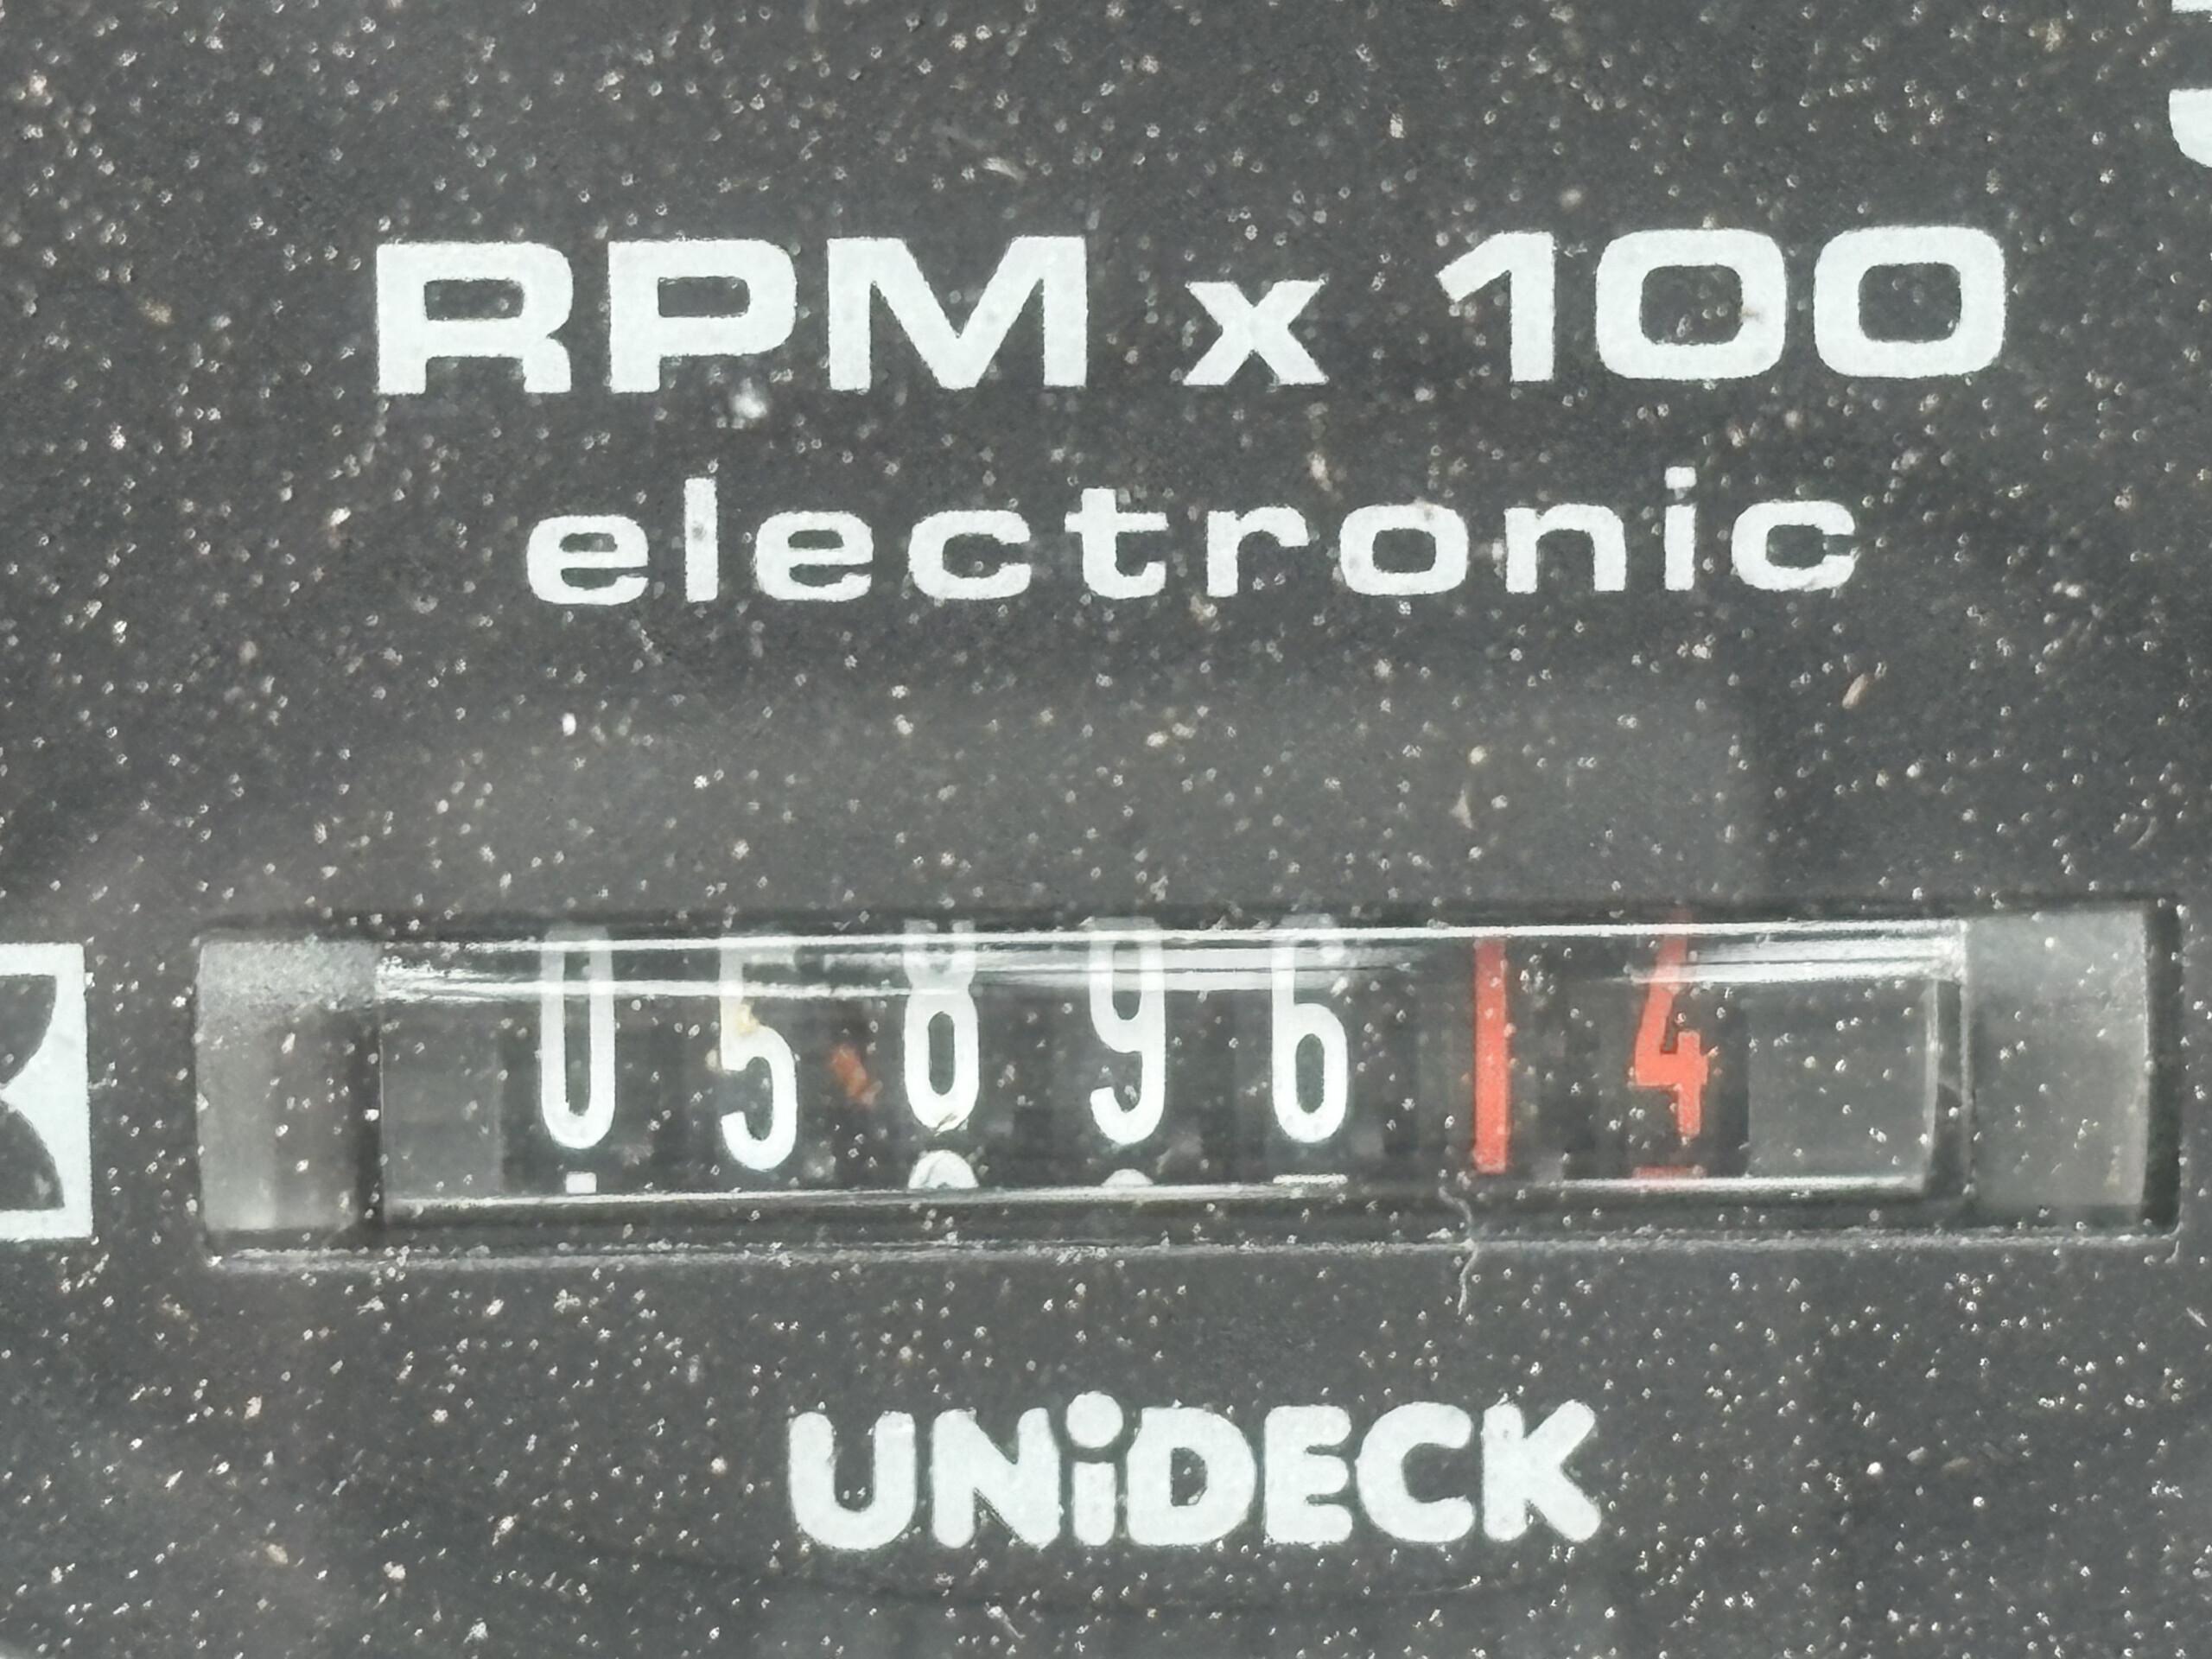 RPM x 100
electronic
0589614
UNiDECK